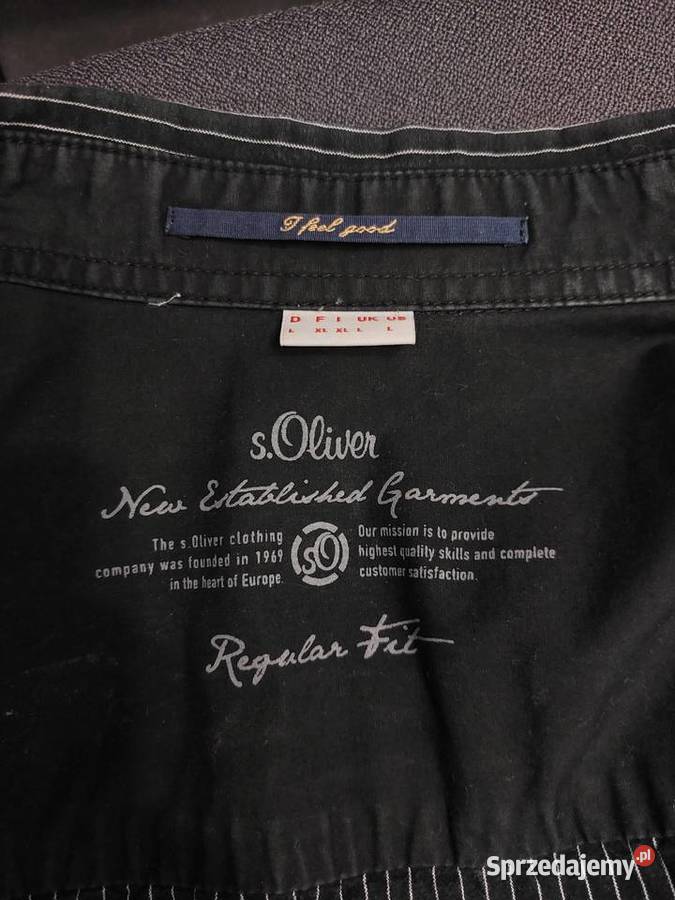 I feel good
D F I UK US
L XL XL L L
s.Oliver
New Established Garments
The s.Oliver clothing
company was founded in 1969
in the heart of Europe.
sO
Our mission is to provide
highest quality skills and complete
customer satisfaction.
Regular Fit
Sprzedajemy.pl